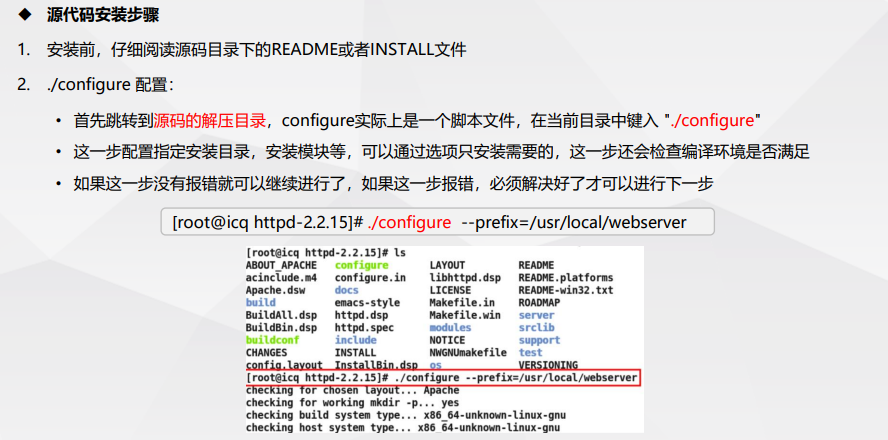 ◆ 源代码安装步骤
1. 安装前，仔细阅读源码目录下的README或者INSTALL文件
2. ./configure 配置：
• 首先跳转到源码的解压目录，configure实际上是一个脚本文件，在当前目录中键入 "./configure"
• 这一步配置指定安装目录，安装模块等，可以通过选项只安装需要的，这一步还会检查编译环境是否满足
• 如果这一步没有报错就可以继续进行了，如果这一步报错，必须解决好了才可以进行下一步
[root@icq httpd-2.2.15]# ./configure --prefix=/usr/local/webserver
[root@icq httpd-2.2.15]# ls
ABOUT_APACHE configure LAYOUT README
acinclude.m4 configure.in libhttpd.dsp README.platforms
Apache.dsw docs LICENSE README-win32.txt
build emacs-style Makefile.in ROADMAP
BuildAll.dsp httpd.dsp Makefile.win server
BuildBin.dsp httpd.spec modules srclib
buildconf include NOTICE support
CHANGES INSTALL NWGNUmakefile test
config.layout InstallBin.dsp os VERSIONING
[root@icq httpd-2.2.15]# ./configure --prefix=/usr/local/webserver
checking for chosen layout... Apache
checking for working mkdir -p... yes
checking build system type... x86_64-unknown-linux-gnu
checking host system type... x86_64-unknown-linux-gnu